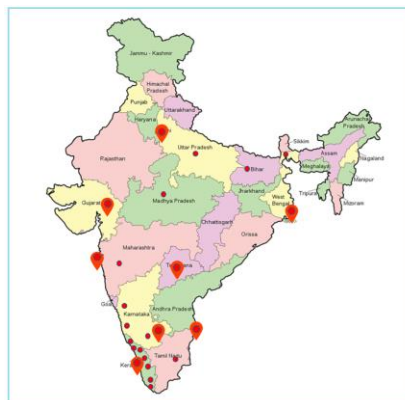 Jammu - Kashmir
Himachal
Pradesh
Punjab
Uttarakhand
Haryana
Arunachal
Pradesh
Sikkim
Uttar Pradesh
Rajasthan
Assam
Nagaland
Bihar
Meghalaya
Manipur
Jharkhand
West
Bengal
Tripura
Mizoram
Gujarat
Madhya Pradesh
Chhattisgarh
Orissa
Maharashtra
Goa
Andhra Pradesh
Karnataka
Tamil Nadu